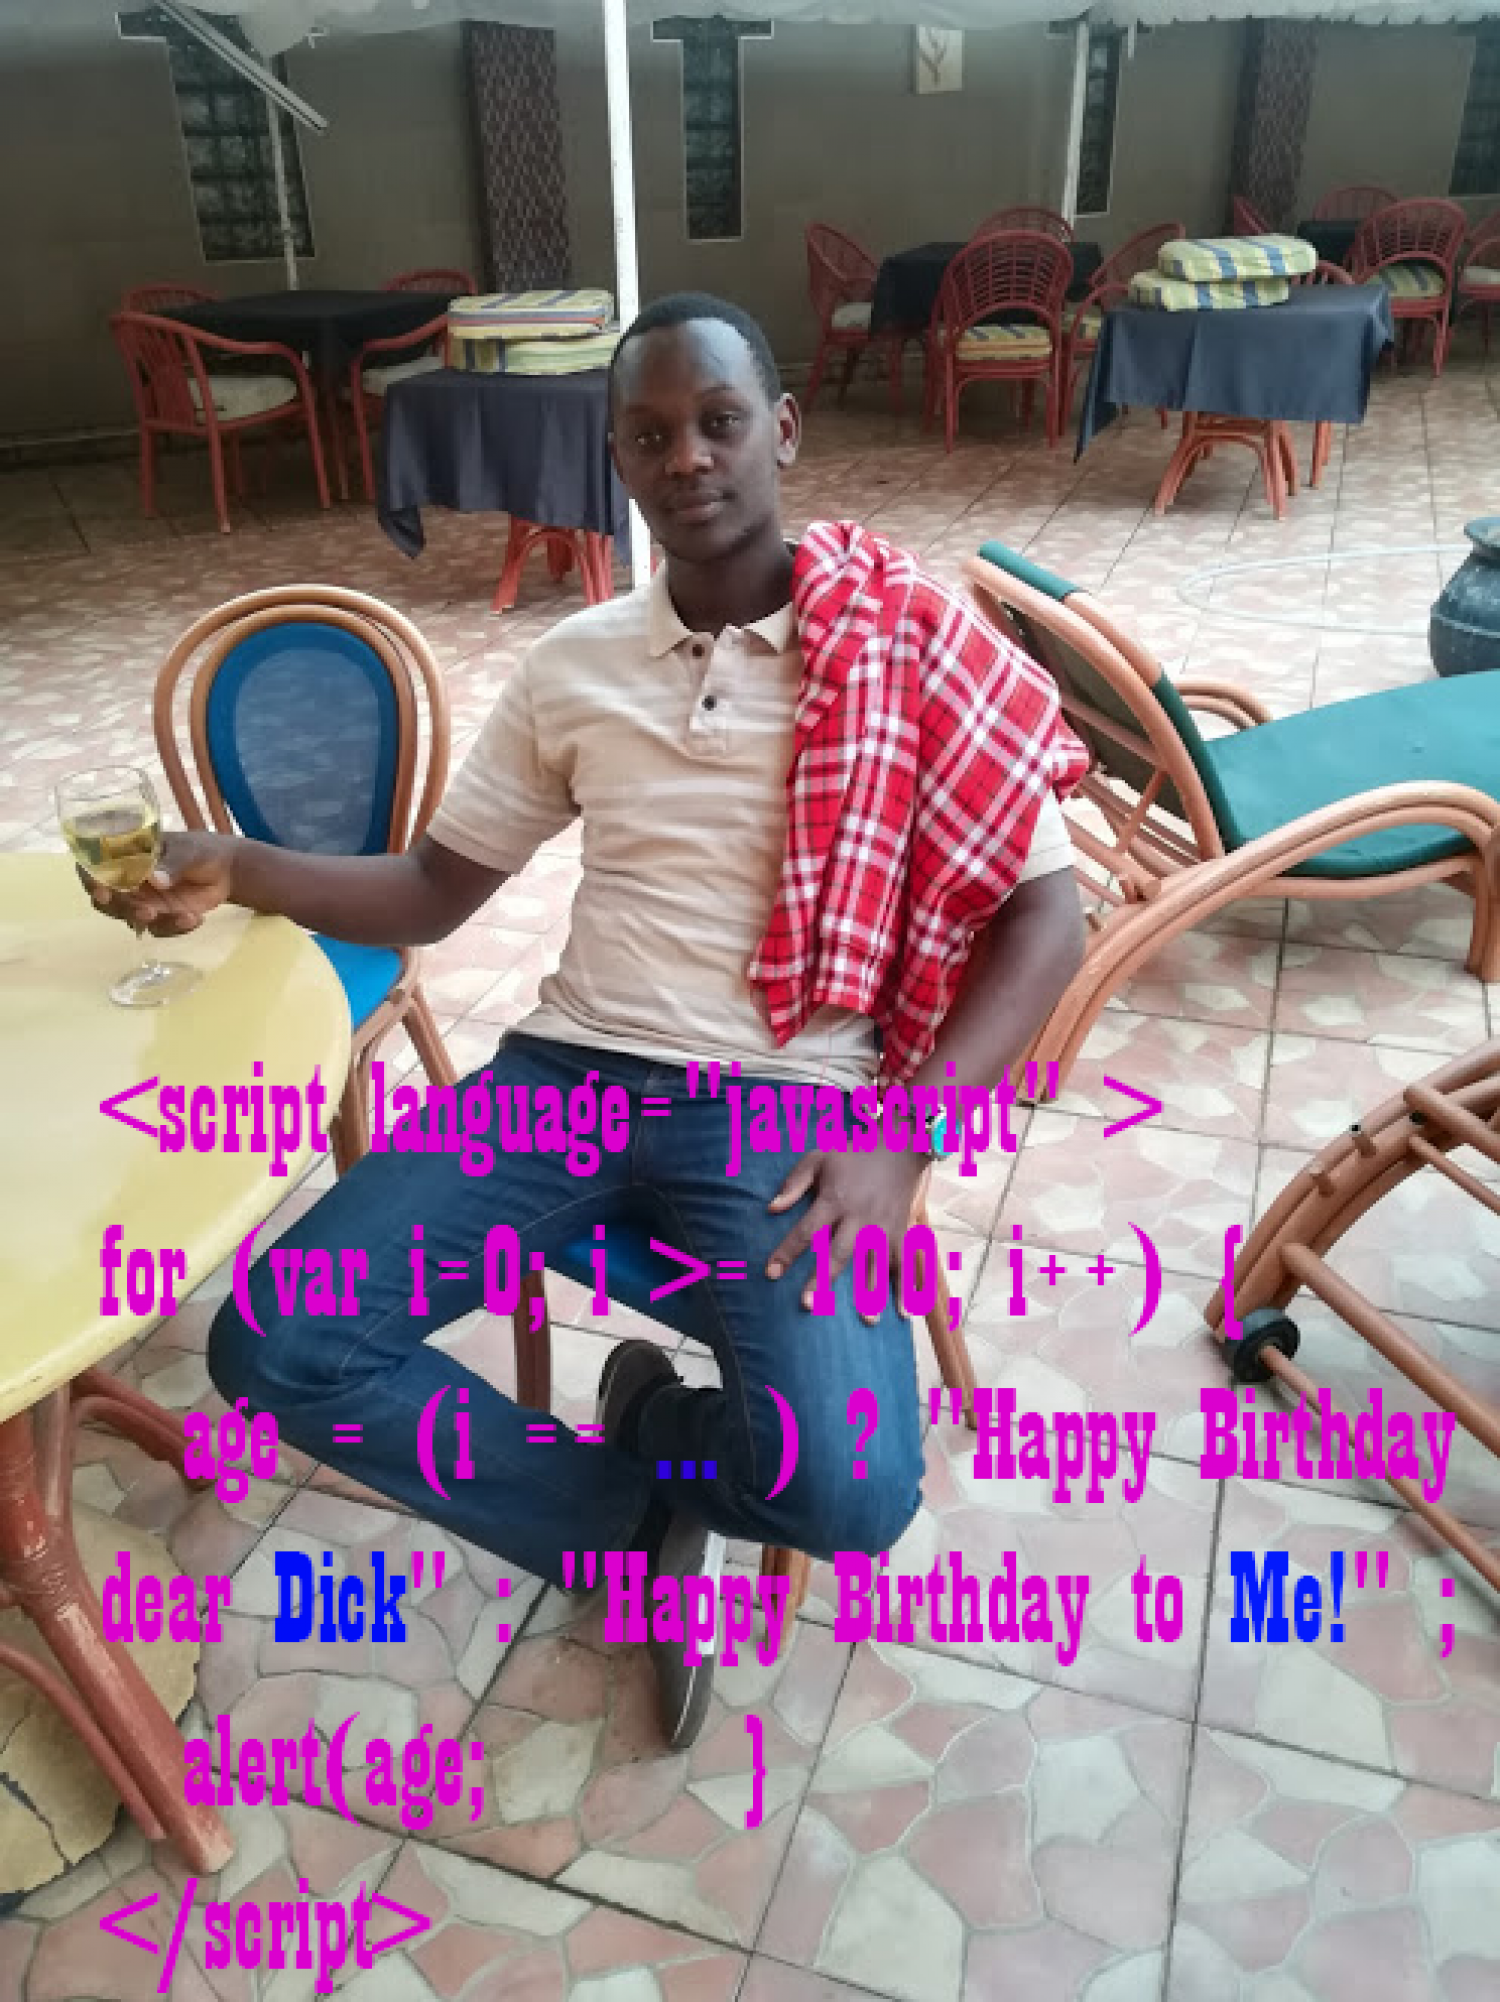 <script language="javascript" >
for (var i=0; i >= 100; i++) {
age = (i == ... ) ? "Happy Birthday
dear Dick" : "Happy Birthday to Me!" ;
alert(age; }
</script>